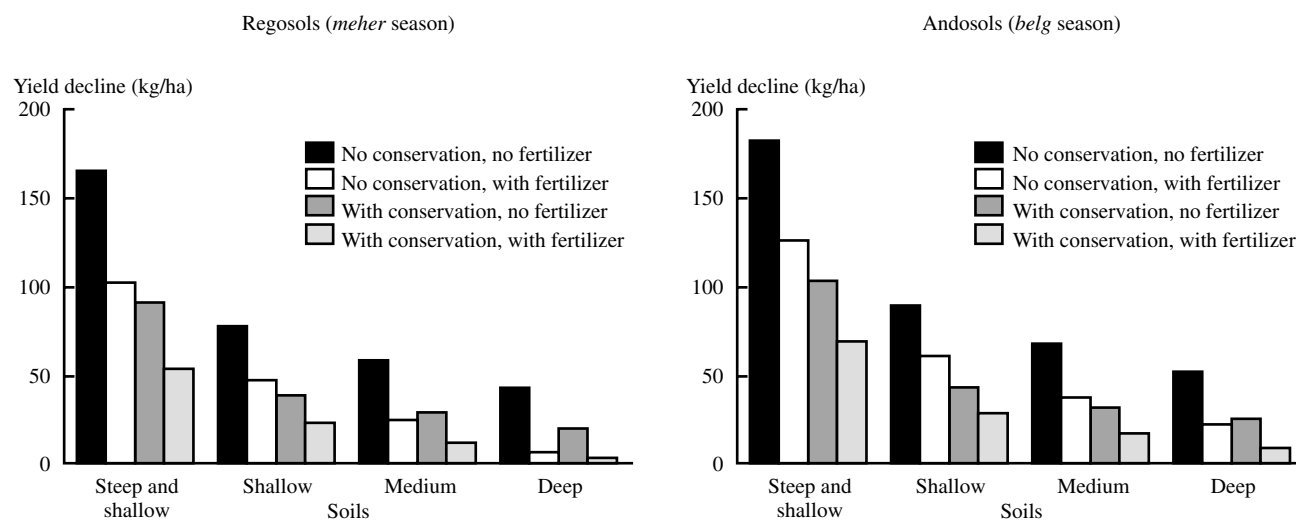 Regosols (meher season)
Yield decline (kg/ha)
200
150
100
50
0
No conservation, no fertilizer
No conservation, with fertilizer
With conservation, no fertilizer
With conservation, with fertilizer
Steep and
shallow
Shallow
Medium
Deep
Soils
Andosols (belg season)
Yield decline (kg/ha)
200
150
100
50
0
No conservation, no fertilizer
No conservation, with fertilizer
With conservation, no fertilizer
With conservation, with fertilizer
Steep and
shallow
Shallow
Medium
Deep
Soils